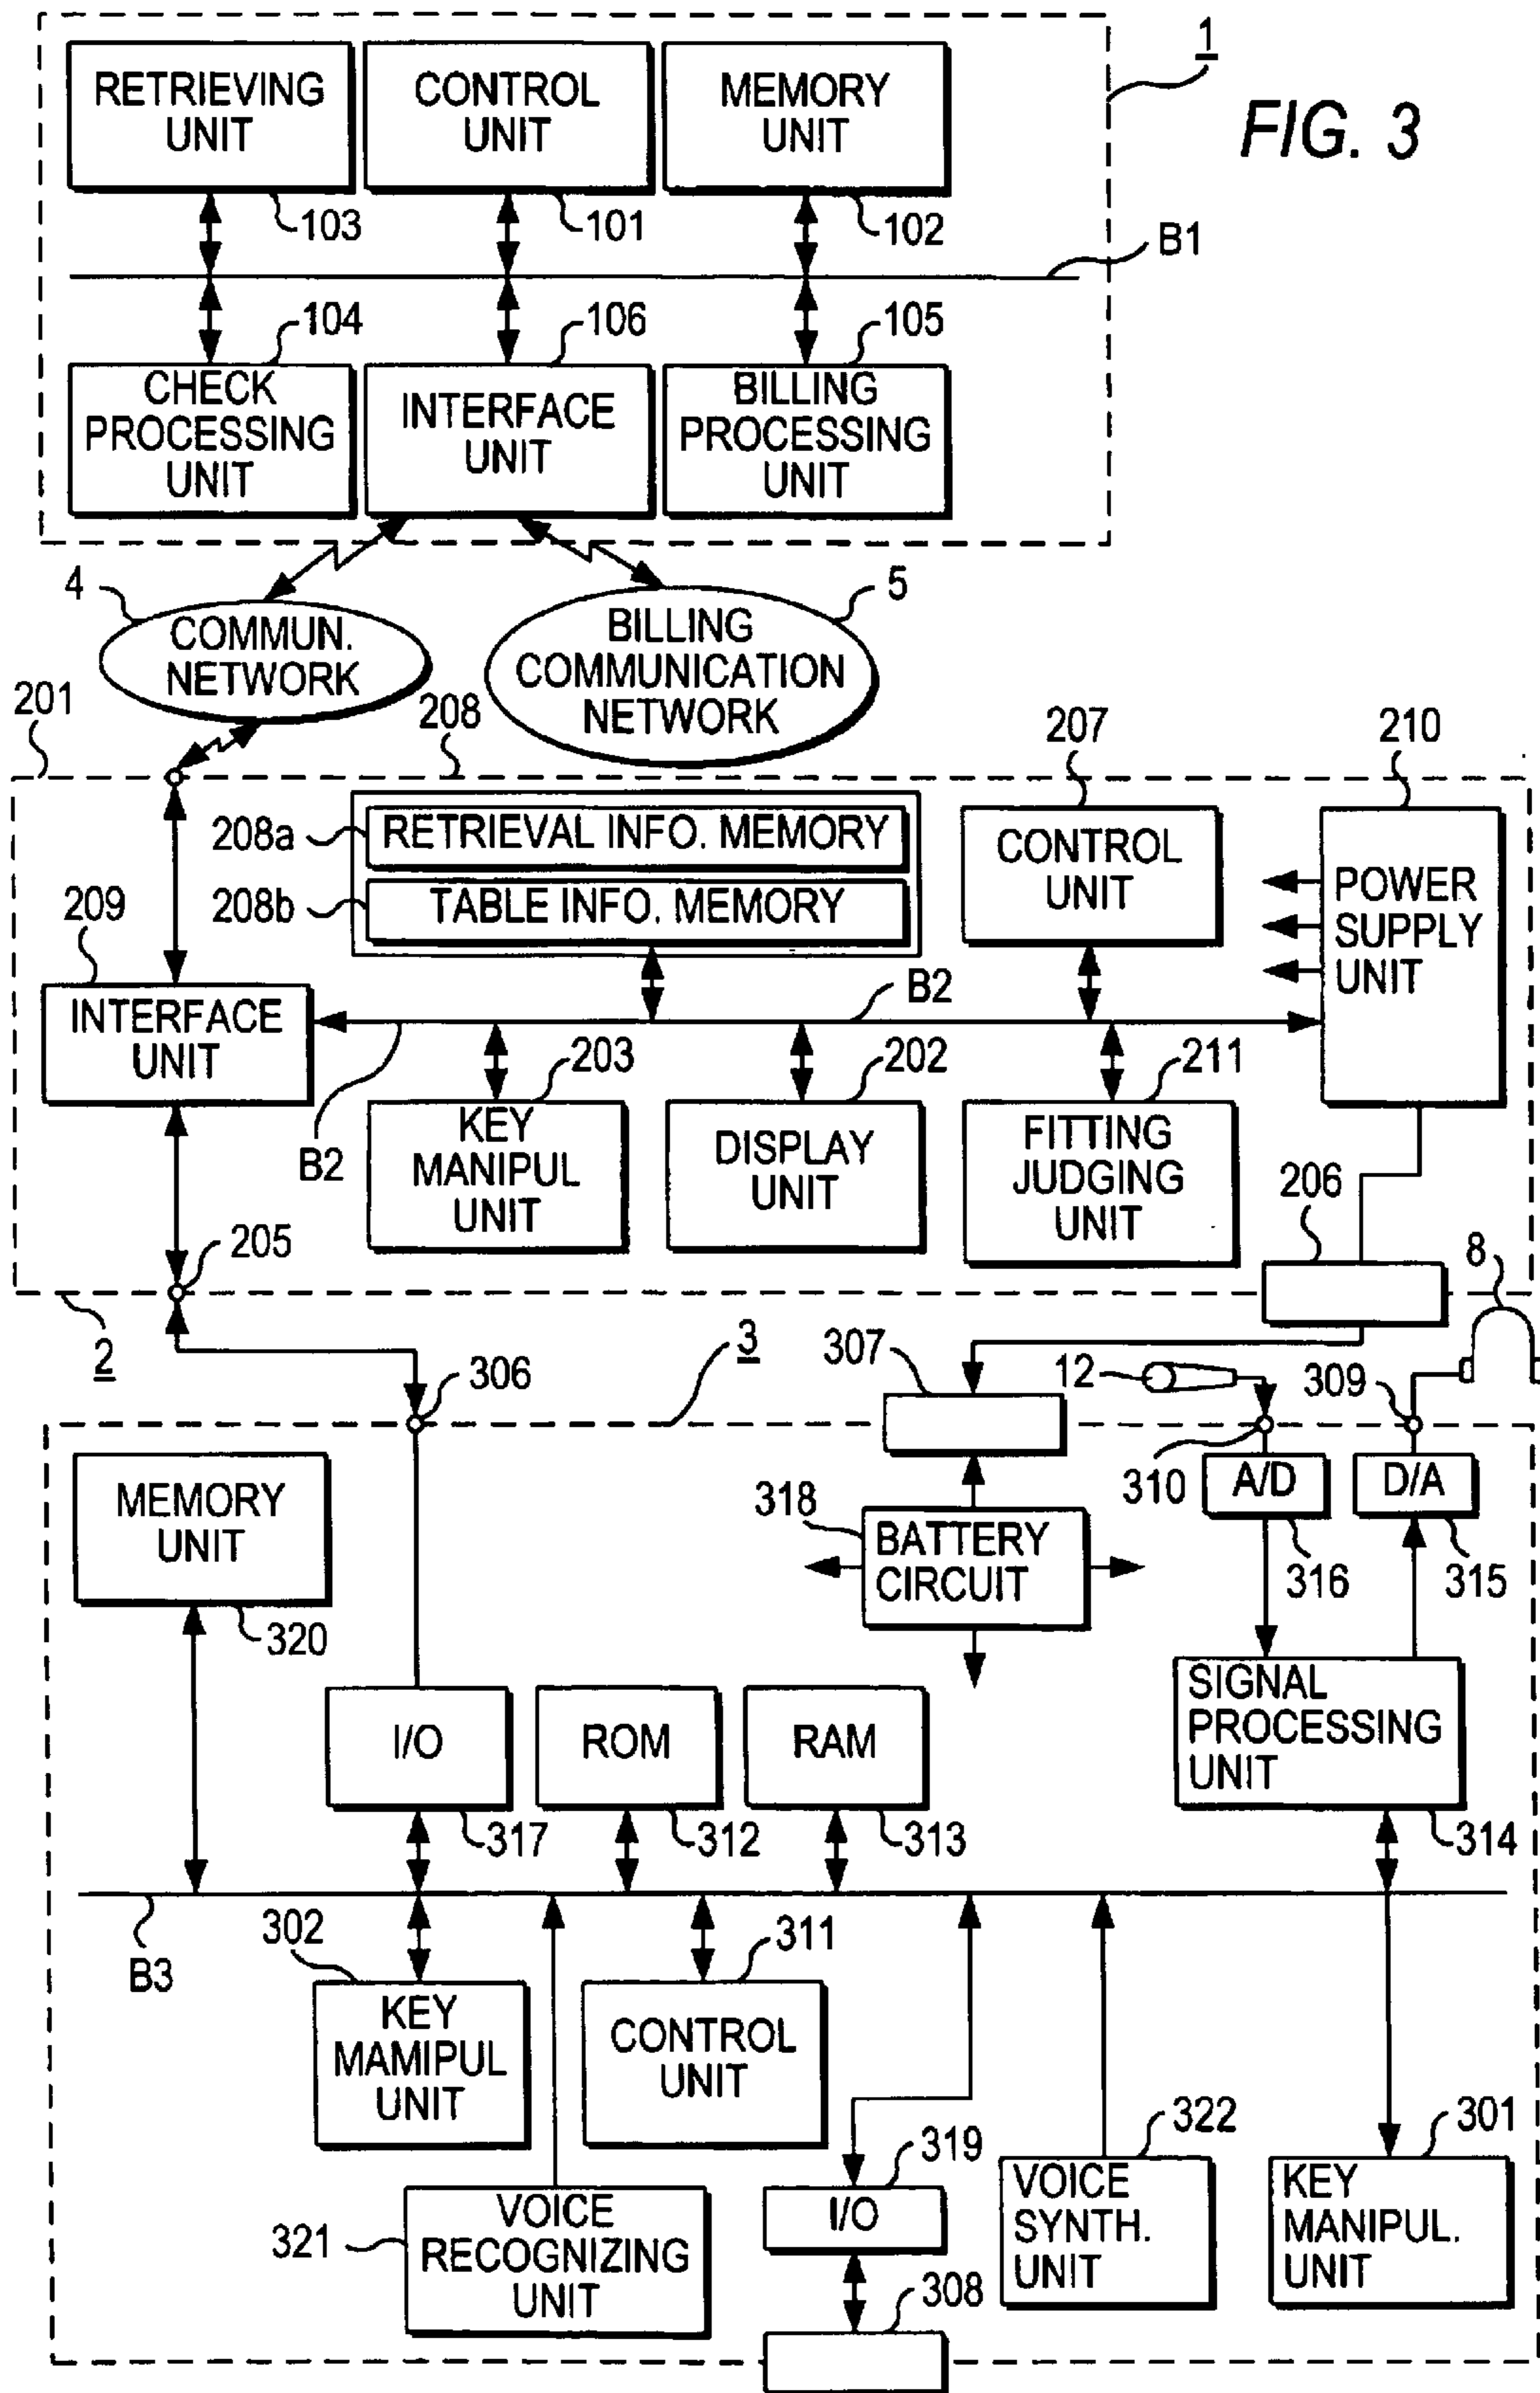 1
FIG. 3
RETRIEVING
UNIT
CONTROL
UNIT
MEMORY
UNIT
103
101
102
B1
104
106
105
CHECK
PROCESSING
UNIT
INTERFACE
UNIT
BILLING
PROCESSING
UNIT
4
5
COMMUN.
NETWORK
BILLING
COMMUNICATION
NETWORK
201
208
207
210
208a
RETRIEVAL INFO. MEMORY
208b
TABLE INFO. MEMORY
CONTROL
UNIT
POWER
SUPPLY
UNIT
209
INTERFACE
UNIT
B2
B2
203
202
211
KEY
MANIPUL
UNIT
DISPLAY
UNIT
FITTING
JUDGING
UNIT
206
205
8
2
3
307
12
309
306
310
MEMORY
UNIT
A/D
D/A
318
BATTERY
CIRCUIT
316
315
320
I/O
ROM
RAM
SIGNAL
PROCESSING
UNIT
317
312
313
314
B3
302
311
KEY
MAMIPUL
UNIT
CONTROL
UNIT
319
322
301
321
VOICE
RECOGNIZING
UNIT
I/O
VOICE
SYNTH.
UNIT
KEY
MANIPUL.
UNIT
308